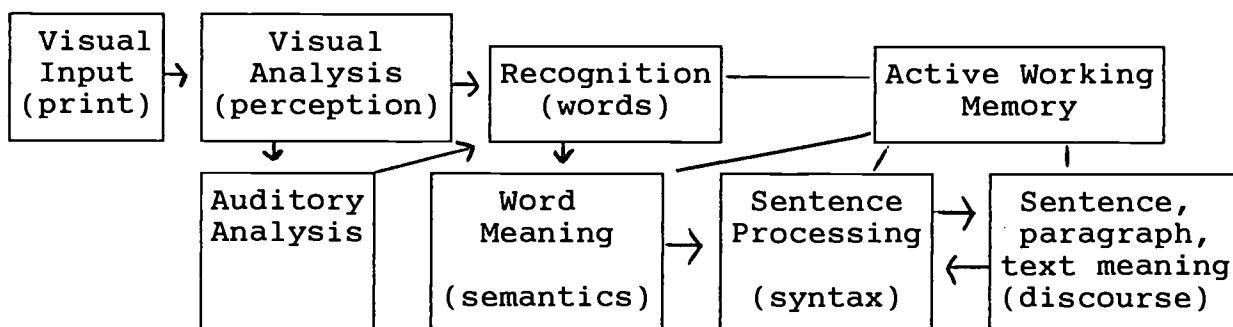 Visual
Input
(print)
Visual
Analysis
(perception)
Recognition
(words)
Active Working
Memory
Auditory
Analysis
Word
Meaning
(semantics)
Sentence
Processing
(syntax)
Sentence,
paragraph,
text meaning
(discourse)